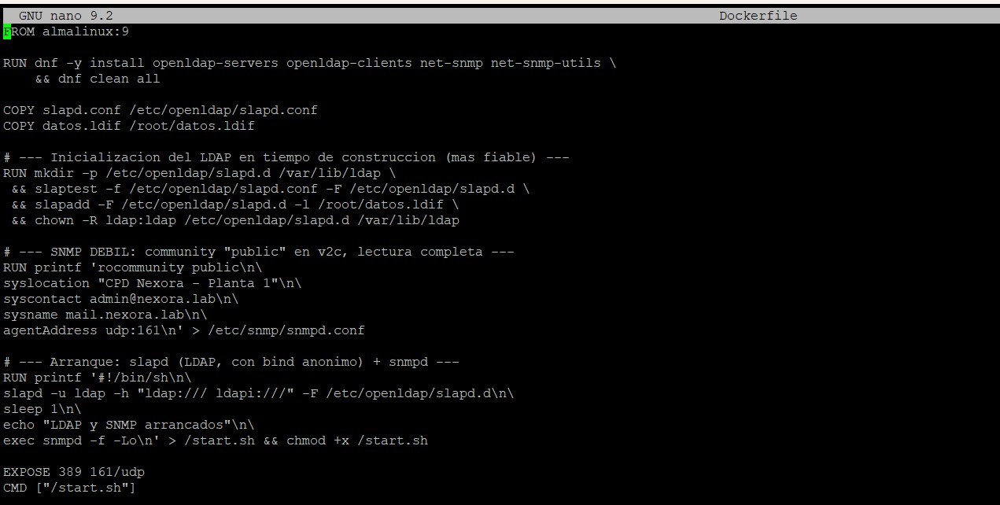 GNU nano 9.2 Dockerfile
FROM almalinux:9
RUN dnf -y install openldap-servers openldap-clients net-snmp net-snmp-utils \
    && dnf clean all
COPY slapd.conf /etc/openldap/slapd.conf
COPY datos.ldif /root/datos.ldif
# --- Inicializacion del LDAP en tiempo de construccion (mas fiable) ---
RUN mkdir -p /etc/openldap/slapd.d /var/lib/ldap \
 && slaptest -f /etc/openldap/slapd.conf -F /etc/openldap/slapd.d \
 && slapadd -F /etc/openldap/slapd.d -l /root/datos.ldif \
 && chown -R ldap:ldap /etc/openldap/slapd.d /var/lib/ldap
# --- SNMP DEBIL: community "public" en v2c, lectura completa ---
RUN printf 'rocommunity public\n\
syslocation "CPD Nexora - Planta 1"\n\
syscontact admin@nexora.lab\n\
sysname mail.nexora.lab\n\
agentAddress udp:161\n' > /etc/snmp/snmpd.conf
# --- Arranque: slapd (LDAP, con bind anonimo) + snmpd ---
RUN printf '#!/bin/sh\n\
slapd -u ldap -h "ldap:/// ldapi:///" -F /etc/openldap/slapd.d\n\
sleep 1\n\
echo "LDAP y SNMP arrancados"\n\
exec snmpd -f -Lo\n' > /start.sh && chmod +x /start.sh
EXPOSE 389 161/udp
CMD ["/start.sh"]